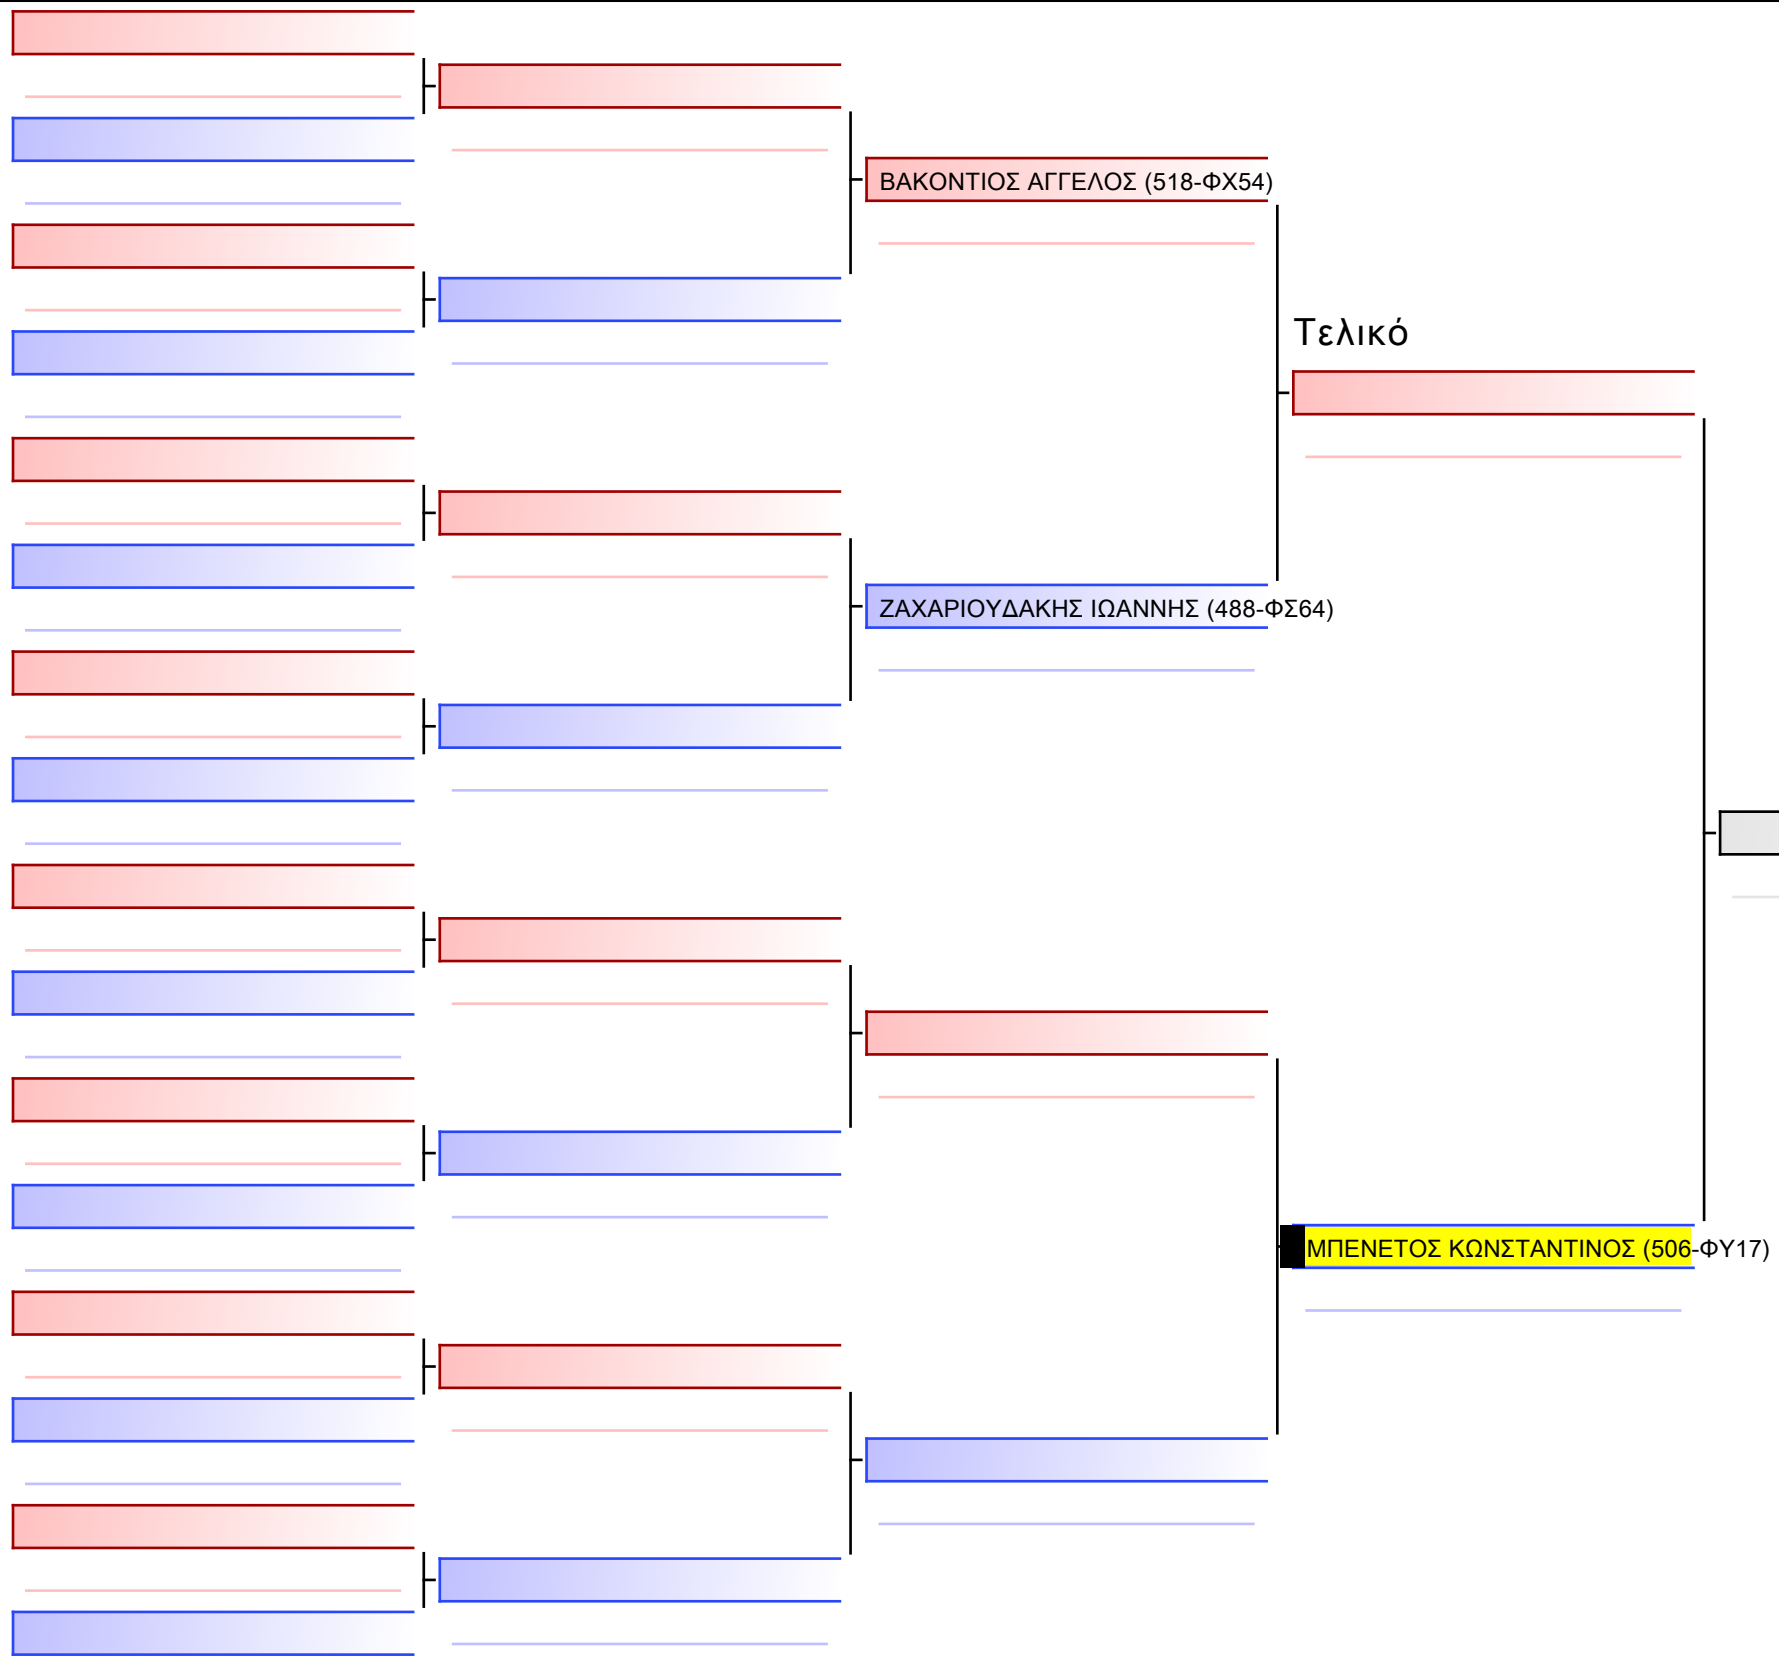 ΒΑΚΟΝΤΙΟΣ ΑΓΓΕΛΟΣ (518-ΦΧ54)
Τελικό
ΖΑΧΑΡΙΟΥΔΑΚΗΣ ΙΩΑΝΝΗΣ (488-ΦΣ64)
ΜΠΕΝΕΤΟΣ ΚΩΝΣΤΑΝΤΙΝΟΣ (506-ΦΥ17)